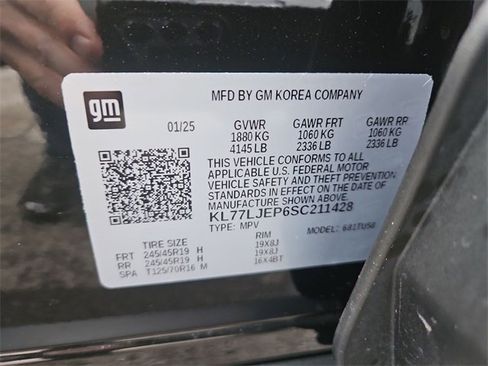 gm
MFD BY GM KOREA COMPANY
01/25 GVWR GAWR FRT GAWR RR
1880 KG 1060 KG 1060 KG
4145 LB 2336 LB 2336 LB
THIS VEHICLE CONFORMS TO ALL
APPLICABLE U.S. FEDERAL MOTOR
VEHICLE SAFETY AND THEFT PREVENTION
STANDARDS IN EFFECT ON THE DATE OF
MANUFACTURE SHOWN ABOVE.
KL77LJEP6SC211428
TYPE: MPV MODEL: 6B1TU58
TIRE SIZE RIM
FRT 245/45R19 H 19X8J
RR 245/45R19 H 19X8J
SPA T125/70R16 M 16X4BT